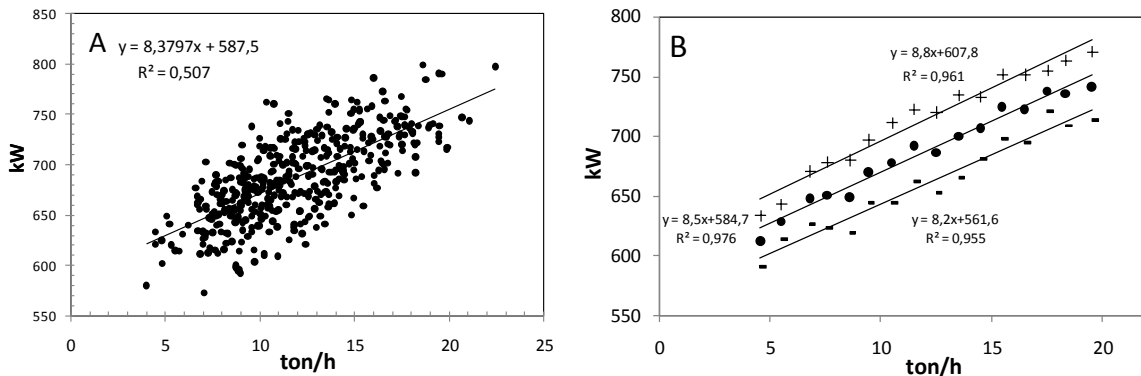 A
y = 8,3797x + 587,5
R² = 0,507
850
800
750
700
650
600
550
kW
0
5
10
15
20
25
ton/h
B
y = 8,8x+607,8
R² = 0,961
y = 8,5x+584,7
R² = 0,976
y = 8,2x+561,6
R² = 0,955
800
750
700
650
600
550
kW
0
5
10
15
20
ton/h